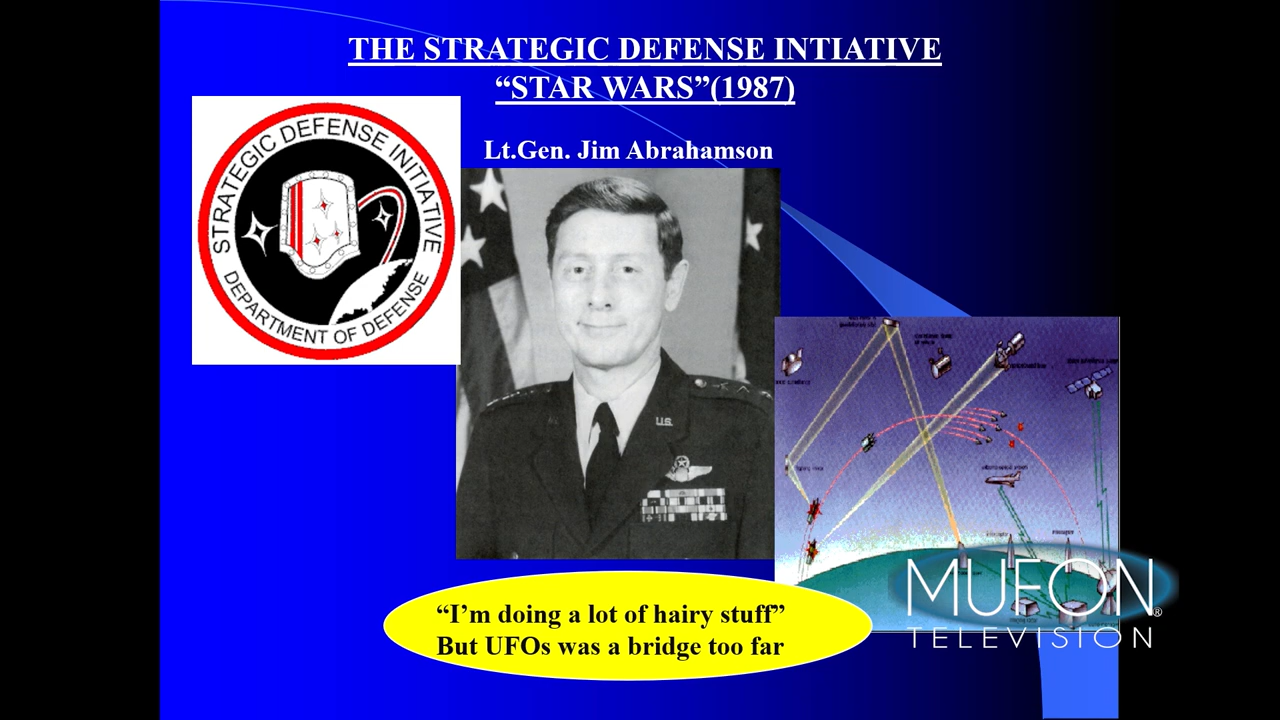 THE STRATEGIC DEFENSE INTIATIVE
“STAR WARS”(1987)
STRATEGIC DEFENSE INITIATIVE
DEPARTMENT OF DEFENSE
Lt.Gen. Jim Abrahamson
U.S.
“I’m doing a lot of hairy stuff”
But UFOs was a bridge too far
MUFON®
TELEVISION